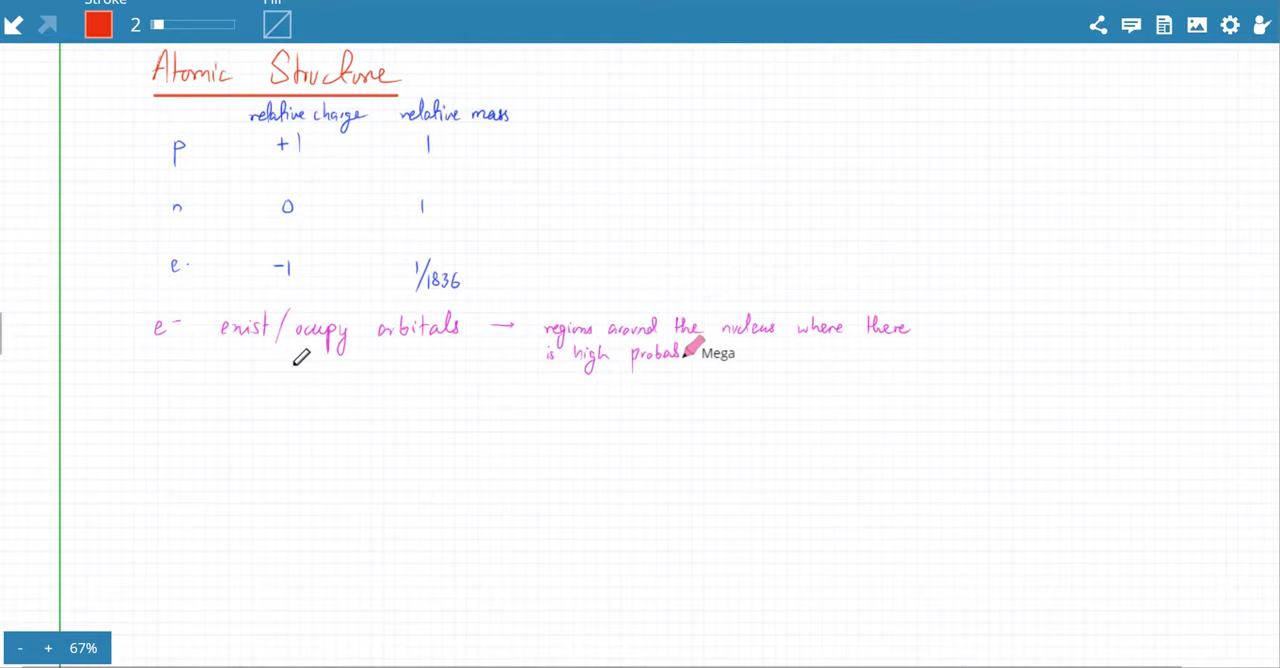 Stroke
Fill
2
Atomic Structure
relative charge relative mass
p +1 1
n 0 1
e- -1 1/1836
e- exist/ocupy orbitals → regions around the nucleus where there
is high probab
Mega
- + 67%